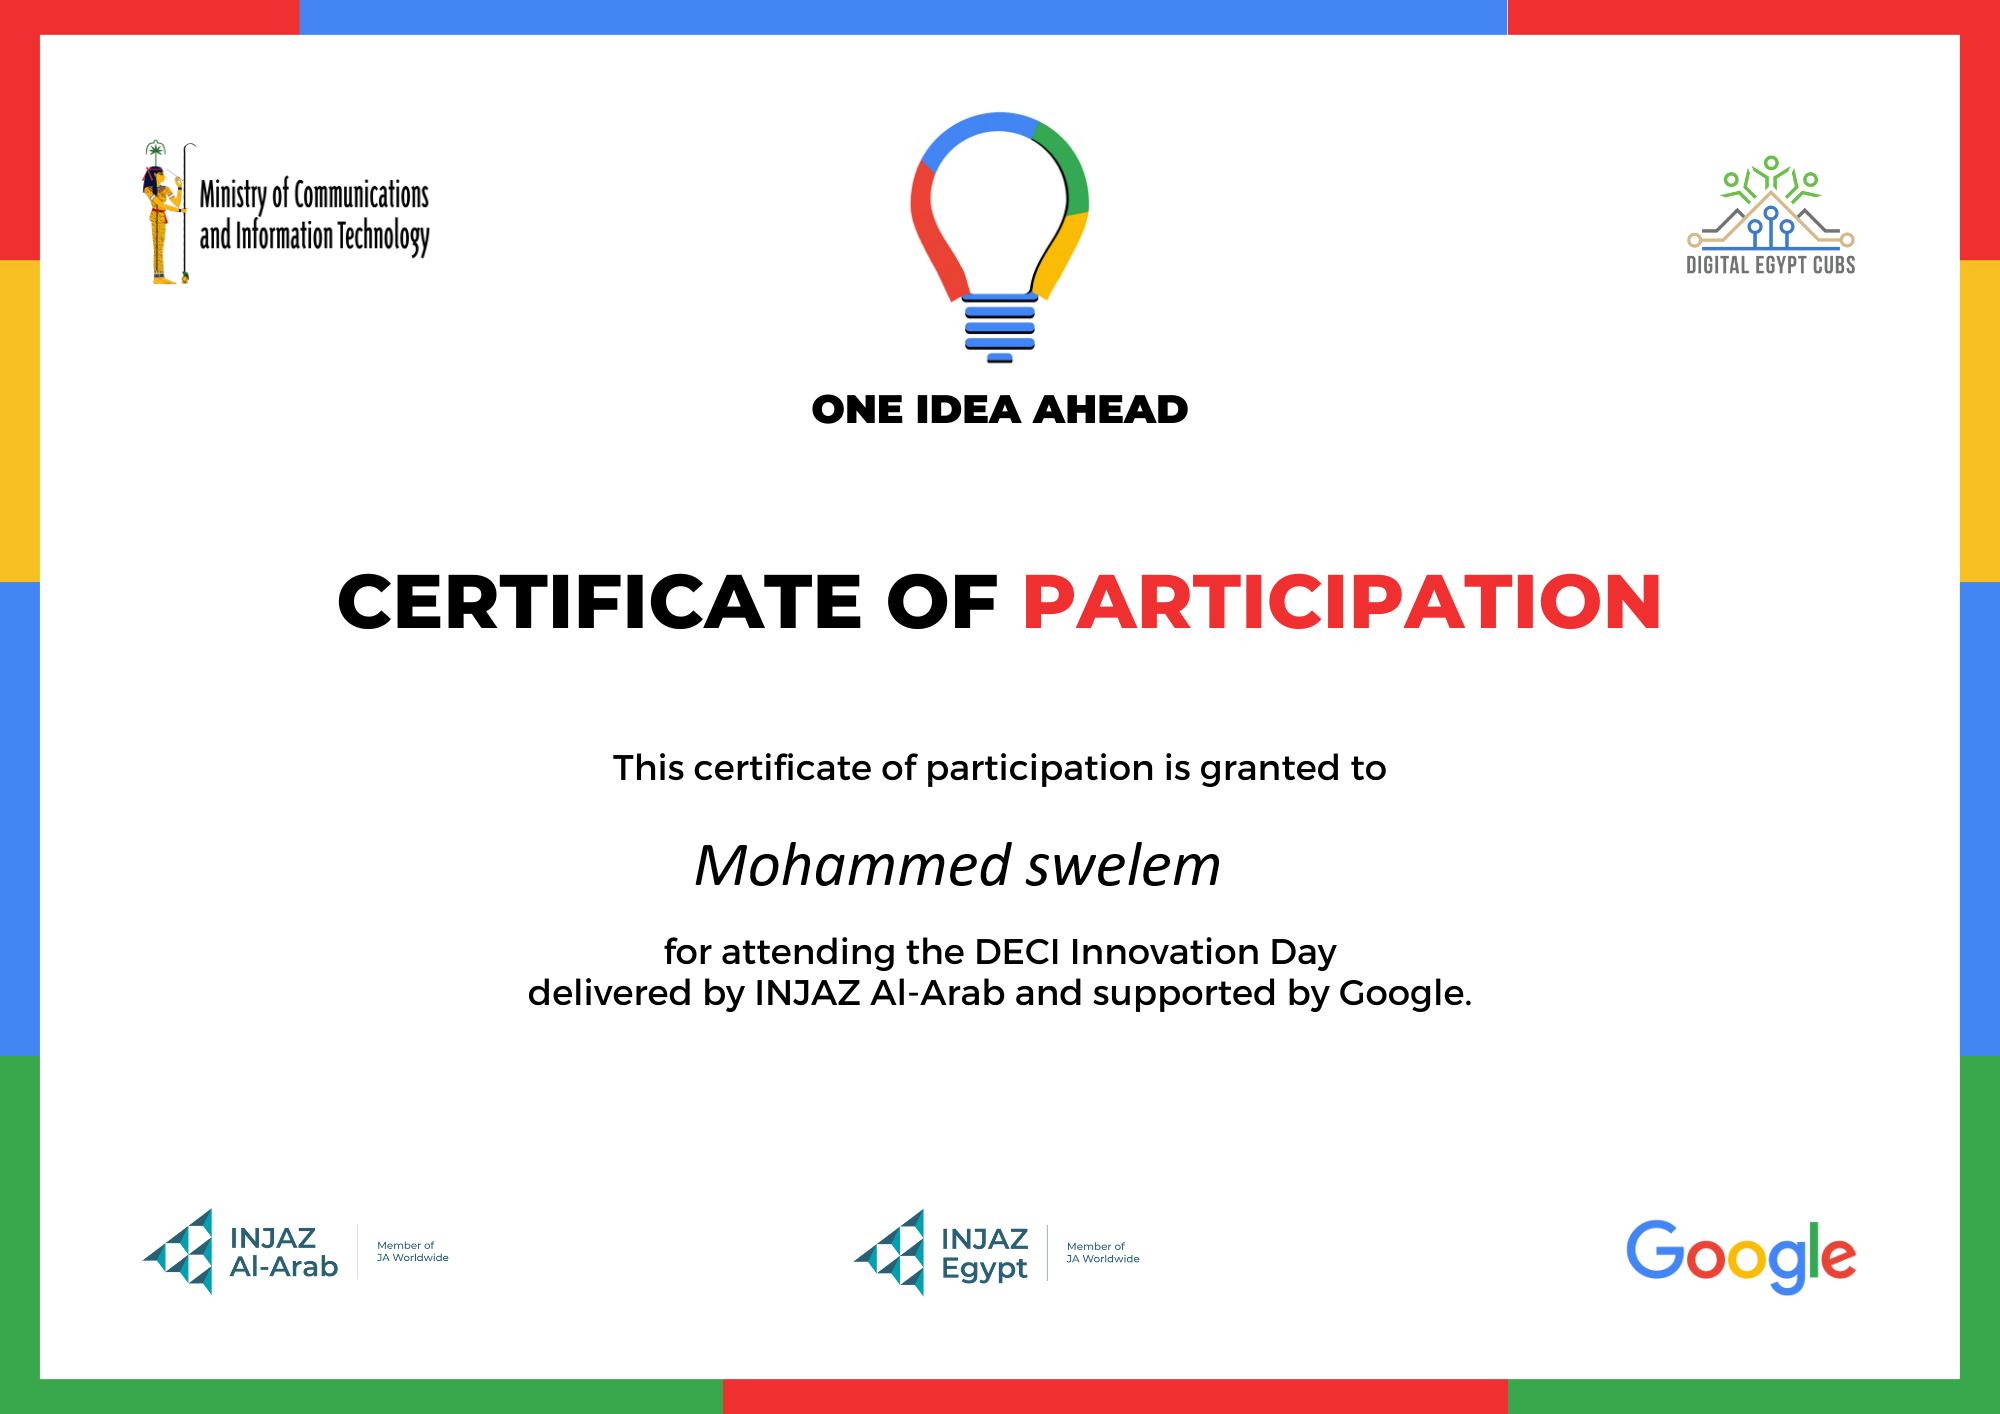 Ministry of Communications
and Information Technology
DIGITAL EGYPT CUBS
ONE IDEA AHEAD
CERTIFICATE OF PARTICIPATION
This certificate of participation is granted to
Mohammed swelem
for attending the DECI Innovation Day
delivered by INJAZ Al-Arab and supported by Google.
INJAZ
Al-Arab
Member of
JA Worldwide
INJAZ
Egypt
Member of
JA Worldwide
Google